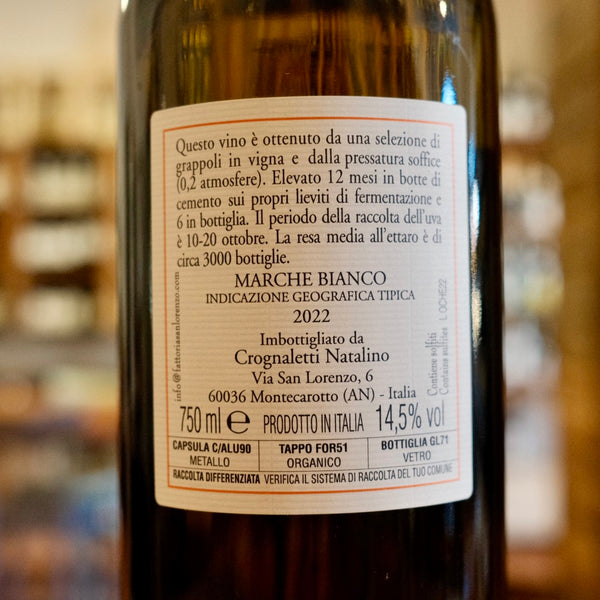 Questo vino è ottenuto da una selezione di
grappoli in vigna e dalla pressatura soffice
(0,2 atmosfere). Elevato 12 mesi in botte di
cemento sui propri lieviti di fermentazione e
6 in bottiglia. Il periodo della raccolta dell'uva
è 10-20 ottobre. La resa media all'ettaro è di
circa 3000 bottiglie.
MARCHE BIANCO
INDICAZIONE GEOGRAFICA TIPICA
2022
Imbottigliato da
Crognaletti Natalino
Via San Lorenzo, 6
60036 Montecarotto (AN) - Italia
info@fattoriasanlorenzo.com
Contiene solfiti
Contains sulfites L OCHE22
750 ml e PRODOTTO IN ITALIA 14,5% vol
CAPSULA C/ALU90 TAPPO FOR51 BOTTIGLIA GL71
METALLO ORGANICO VETRO
RACCOLTA DIFFERENZIATA VERIFICA IL SISTEMA DI RACCOLTA DEL TUO COMUNE